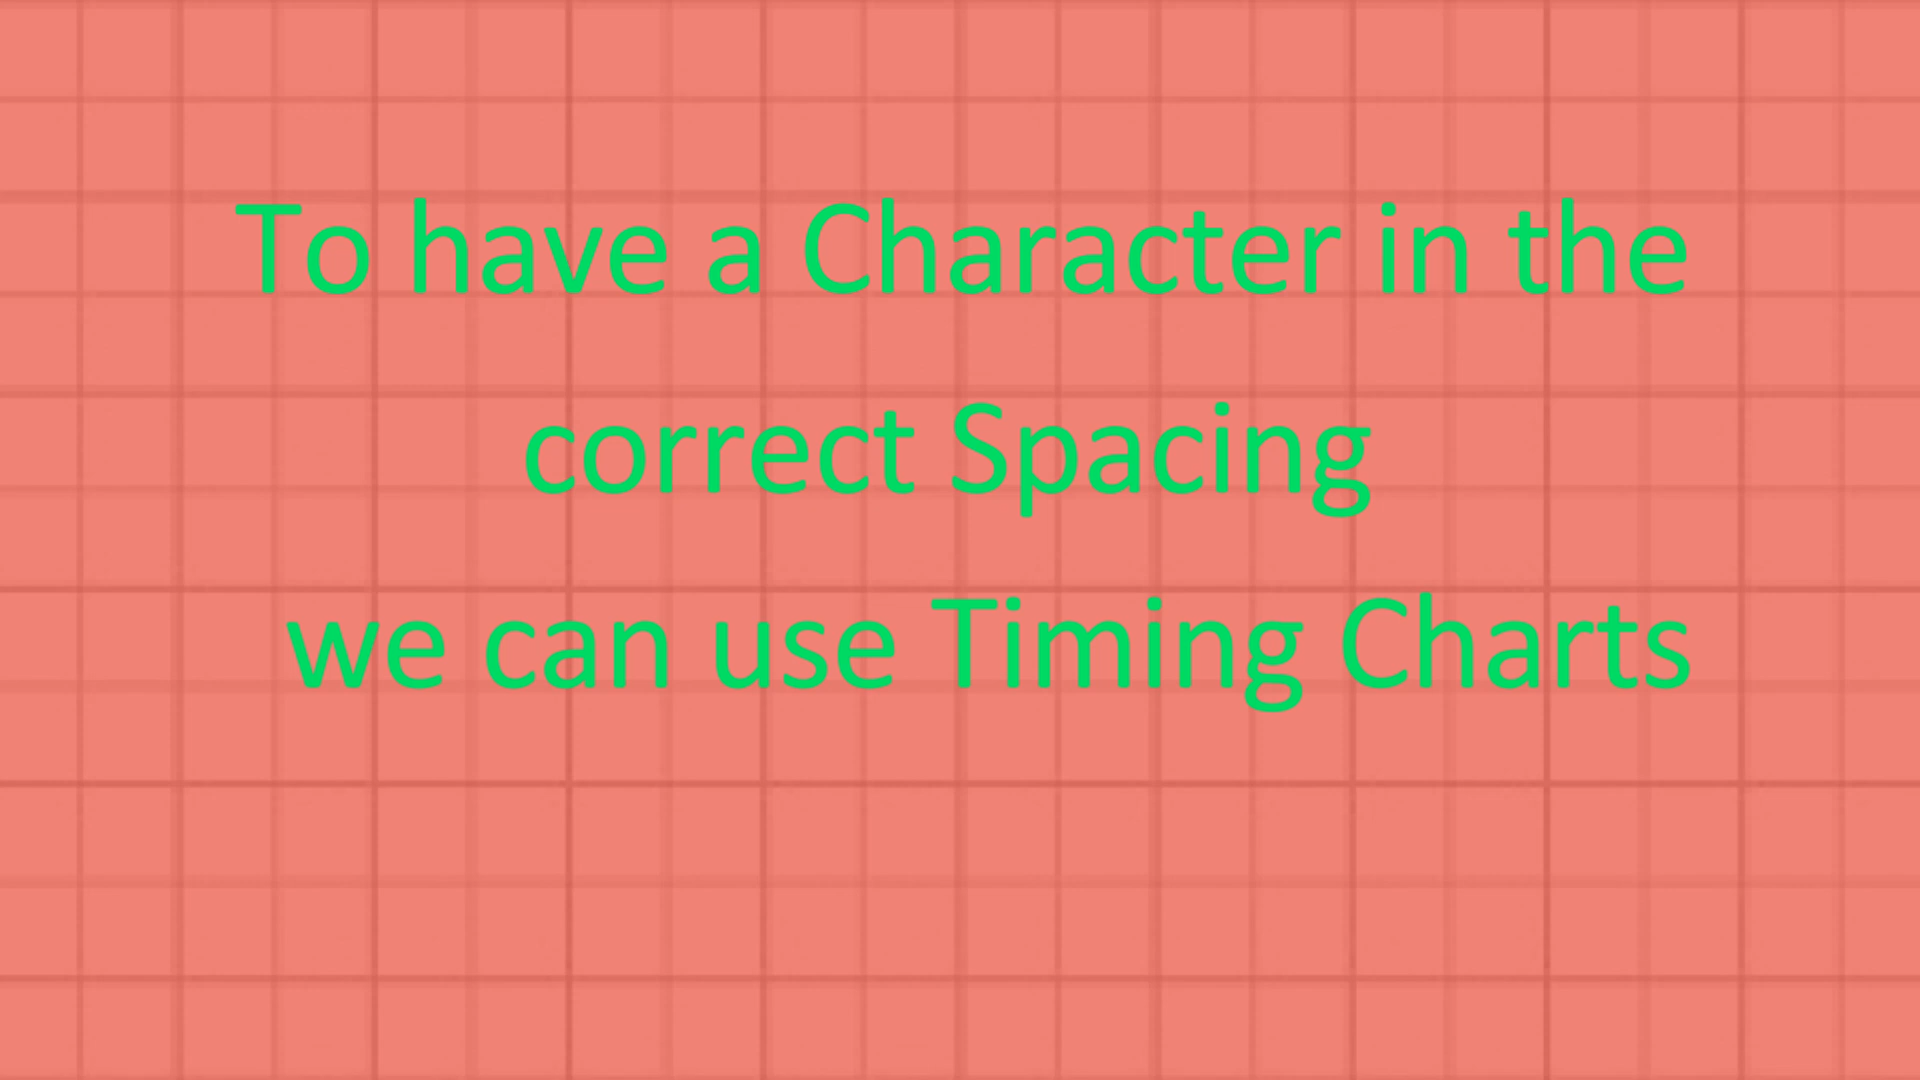 To have a Character in the
correct Spacing
we can use Timing Charts